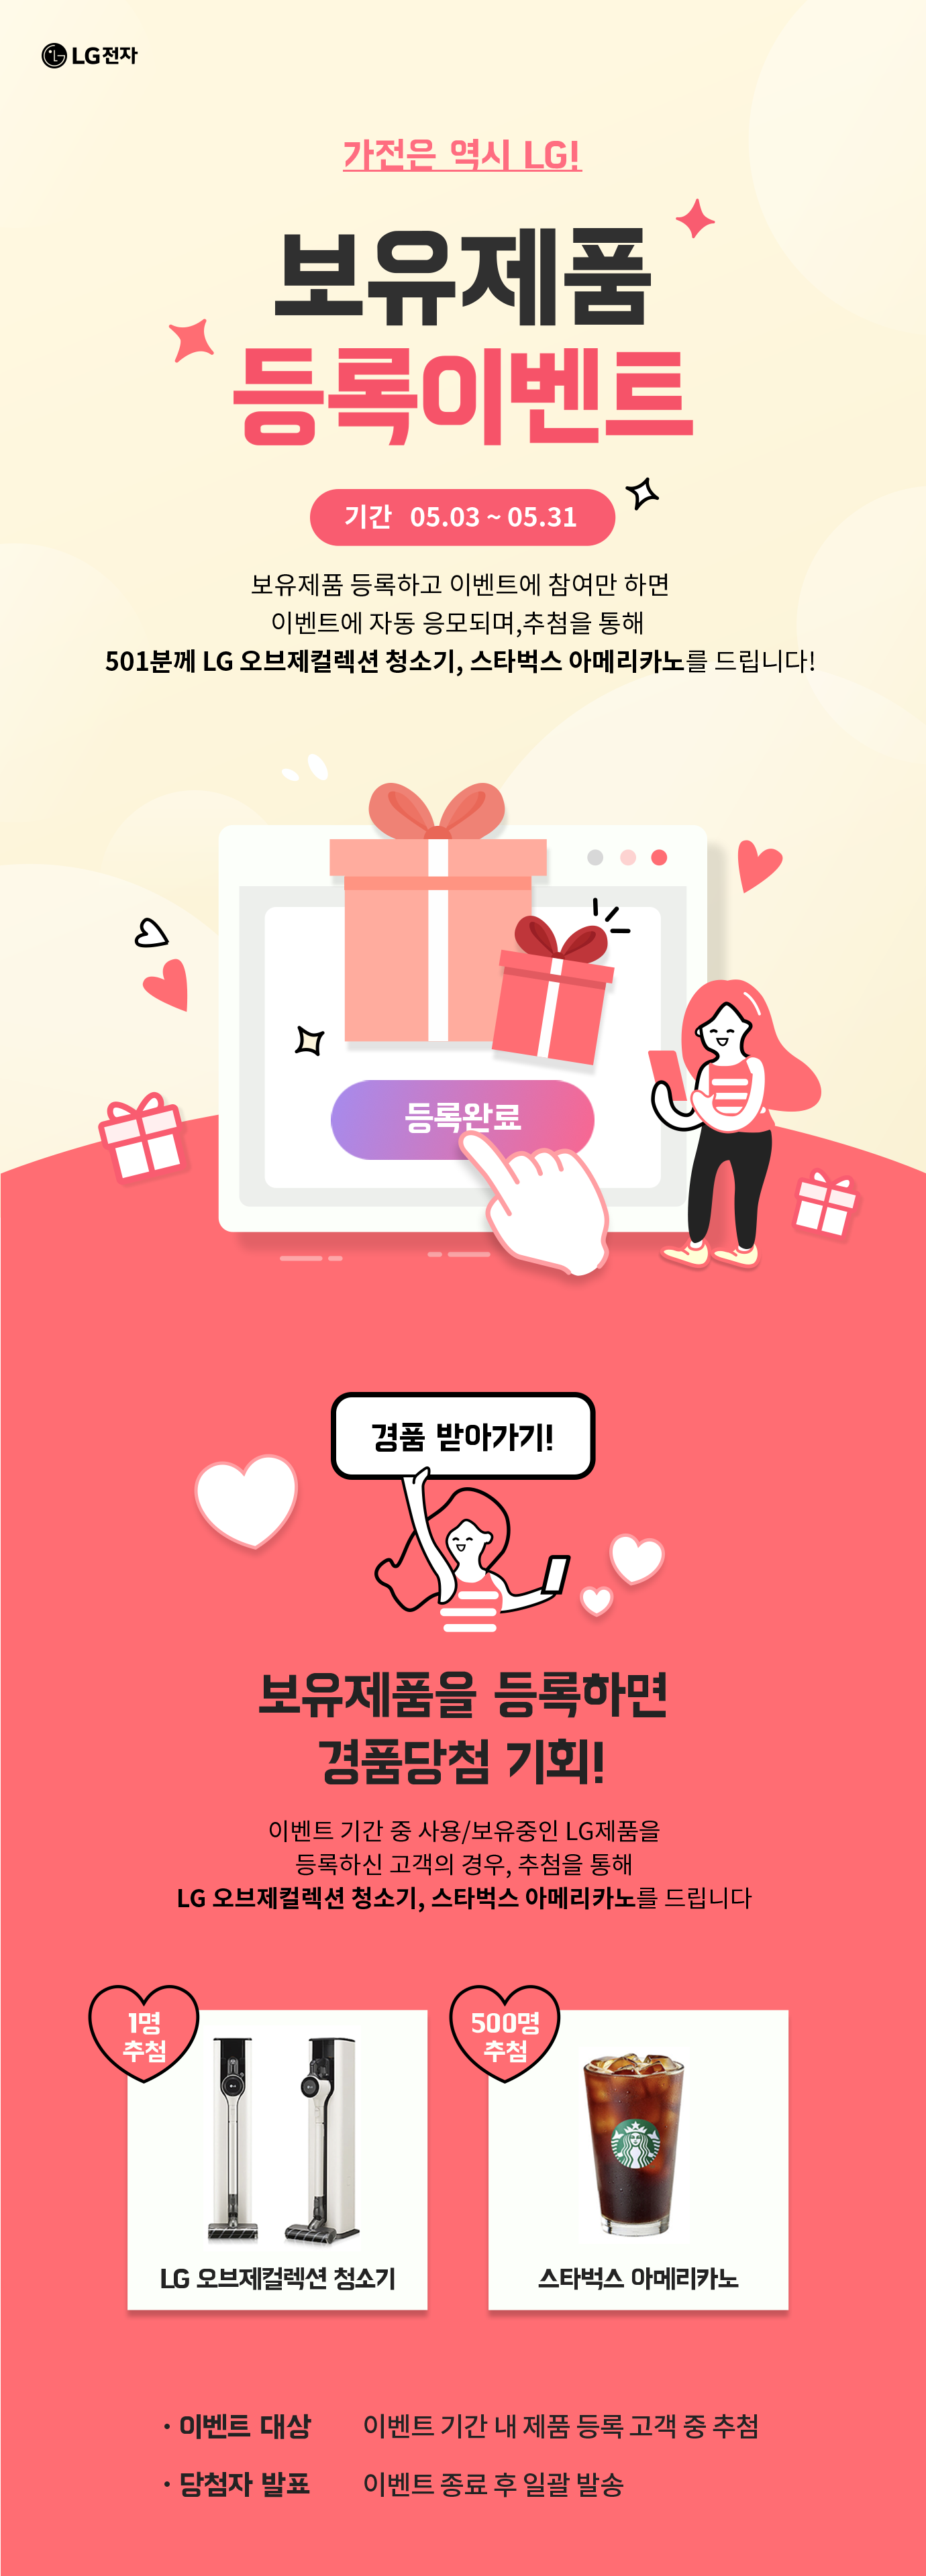 LG전자
가전은 역시 LG!
보유제품
등록이벤트
기간 05.03 ~ 05.31
보유제품 등록하고 이벤트에 참여만 하면
이벤트에 자동 응모되며,추첨을 통해
501분께 LG 오브제컬렉션 청소기, 스타벅스 아메리카노를 드립니다!
등록완료
경품 받아가기!
보유제품을 등록하면
경품당첨 기회!
이벤트 기간 중 사용/보유중인 LG제품을
등록하신 고객의 경우, 추첨을 통해
LG 오브제컬렉션 청소기, 스타벅스 아메리카노를 드립니다
1명
추첨
LG 오브제컬렉션 청소기
500명
추첨
스타벅스 아메리카노
· 이벤트 대상 이벤트 기간 내 제품 등록 고객 중 추첨
· 당첨자 발표 이벤트 종료 후 일괄 발송